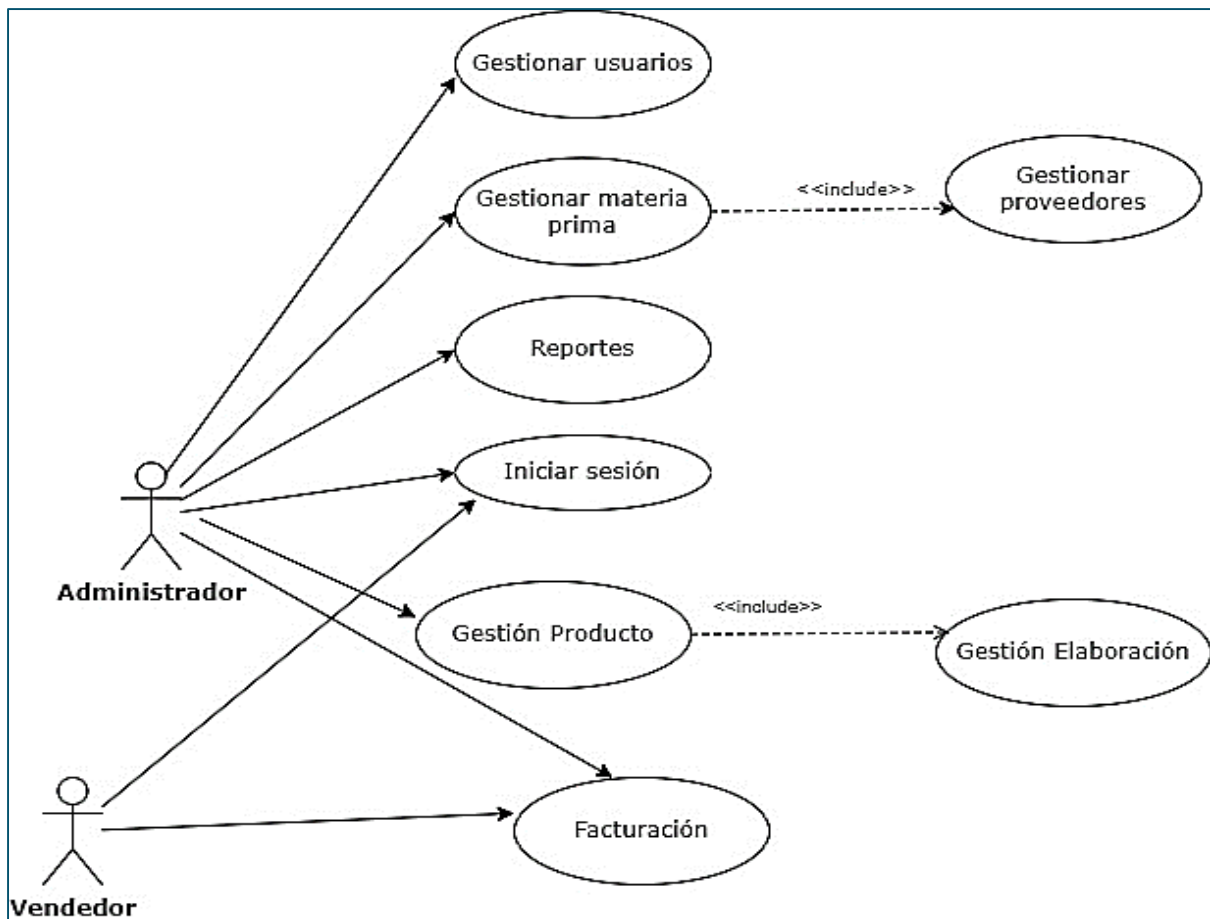 Gestionar usuarios
Gestionar materia
prima
<<include>>
Gestionar
proveedores
Reportes
Iniciar sesión
Administrador
Gestión Producto
<<include>>
Gestión Elaboración
Facturación
Vendedor